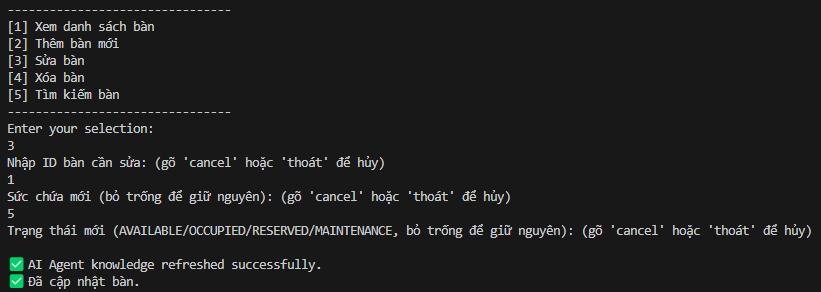 --------------------------------
[1] Xem danh sách bàn
[2] Thêm bàn mới
[3] Sửa bàn
[4] Xóa bàn
[5] Tìm kiếm bàn
--------------------------------
Enter your selection:
3
Nhập ID bàn cần sửa: (gõ 'cancel' hoặc 'thoát' để hủy)
1
Sức chứa mới (bỏ trống để giữ nguyên): (gõ 'cancel' hoặc 'thoát' để hủy)
5
Trạng thái mới (AVAILABLE/OCCUPIED/RESERVED/MAINTENANCE, bỏ trống để giữ nguyên): (gõ 'cancel' hoặc 'thoát' để hủy)
✅ AI Agent knowledge refreshed successfully.
✅ Đã cập nhật bàn.